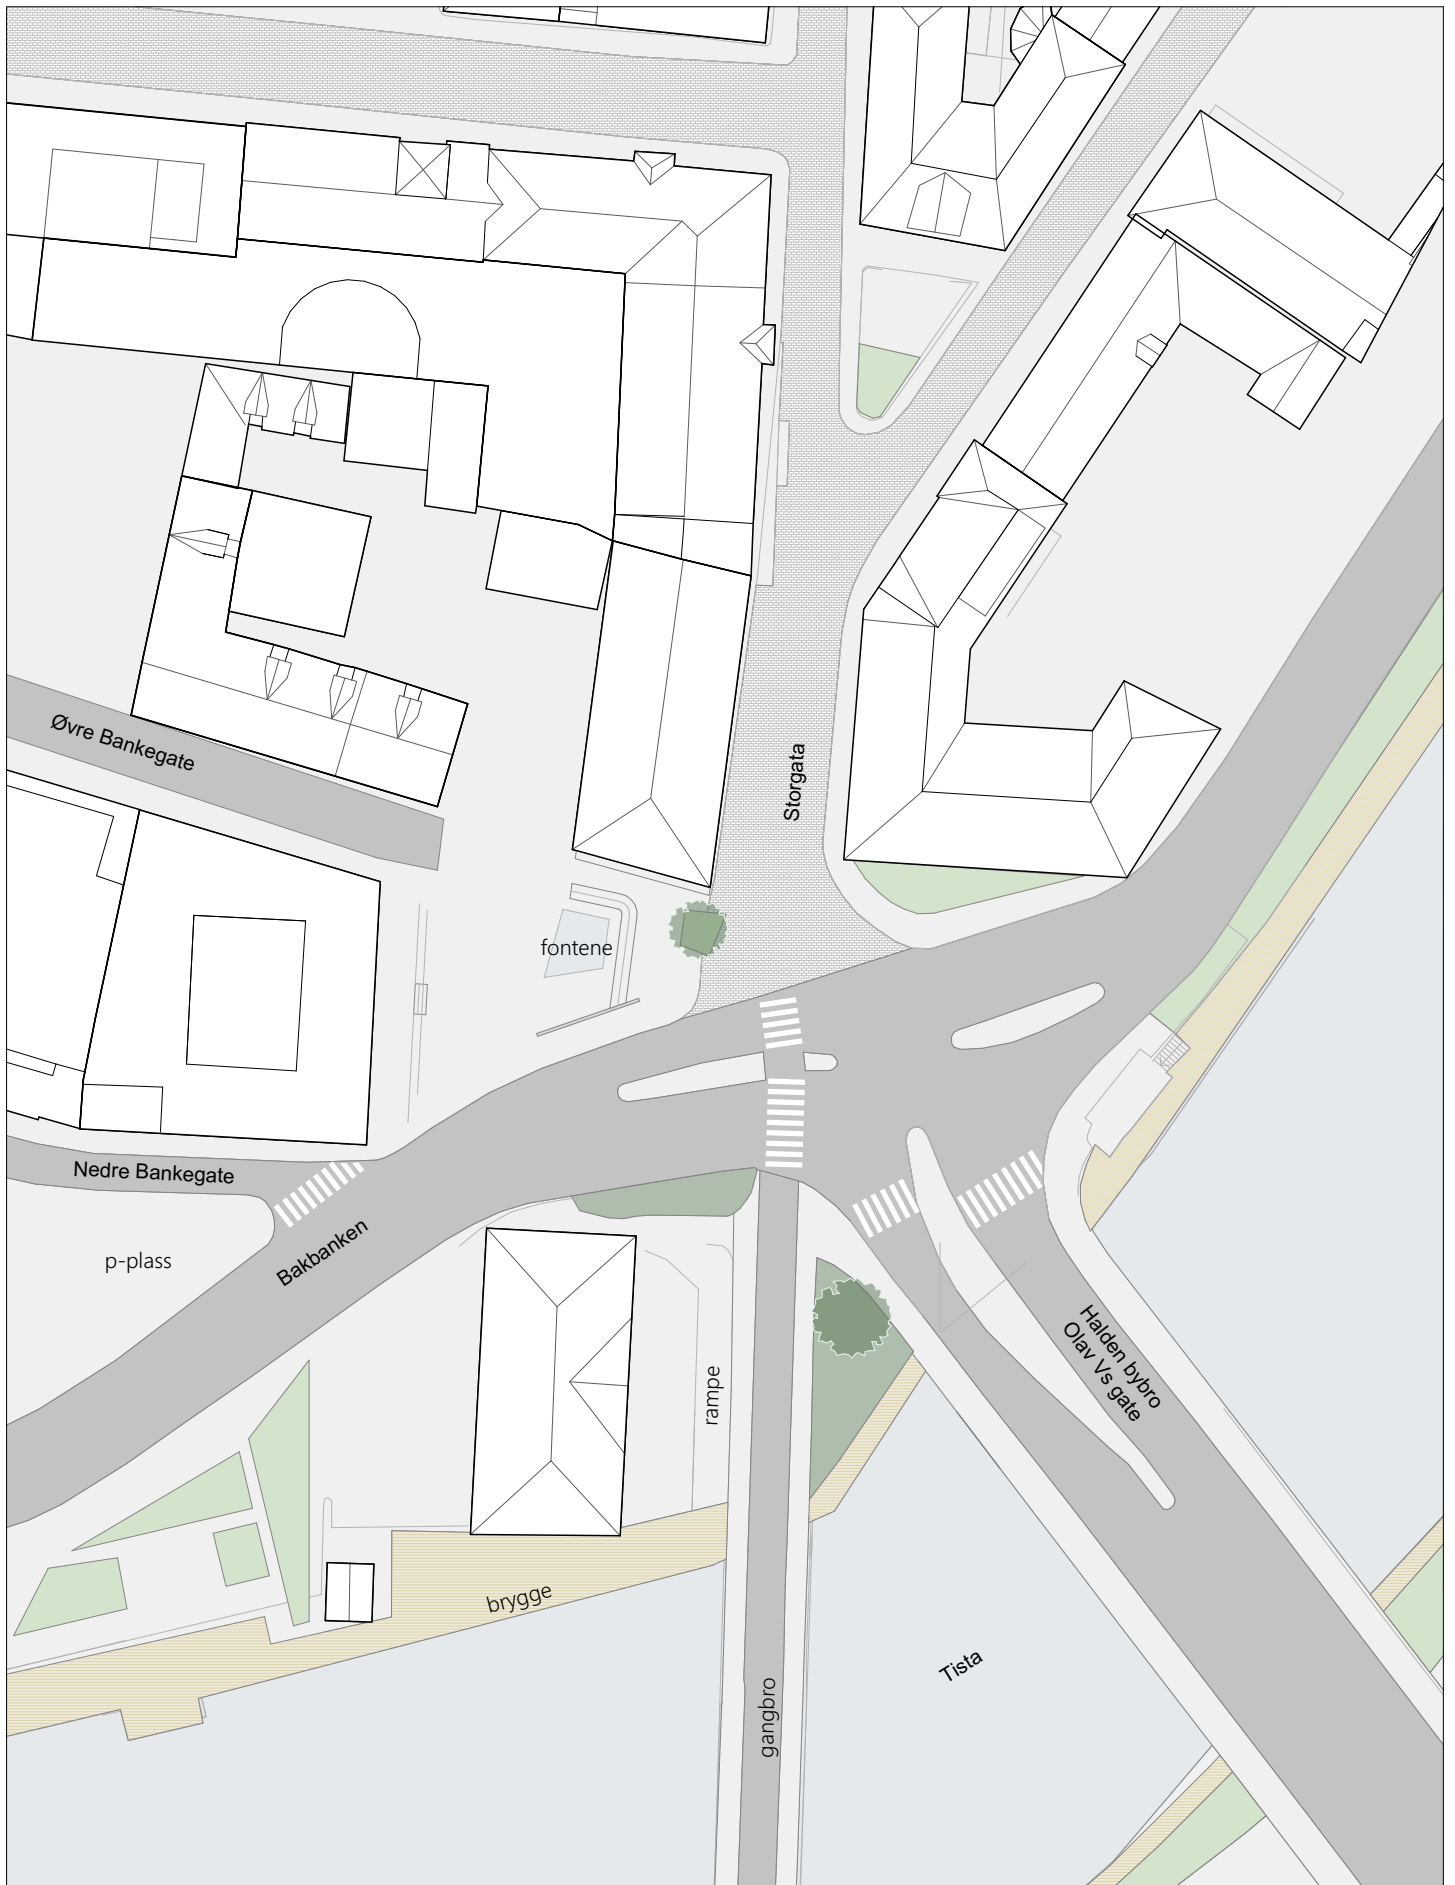 Øvre Bankegate
Storgata
fontene
Nedre Bankegate
Bakbanken
p-plass
Halden bybro
Olav Vs gate
rampe
brygge
Tista
gangbro